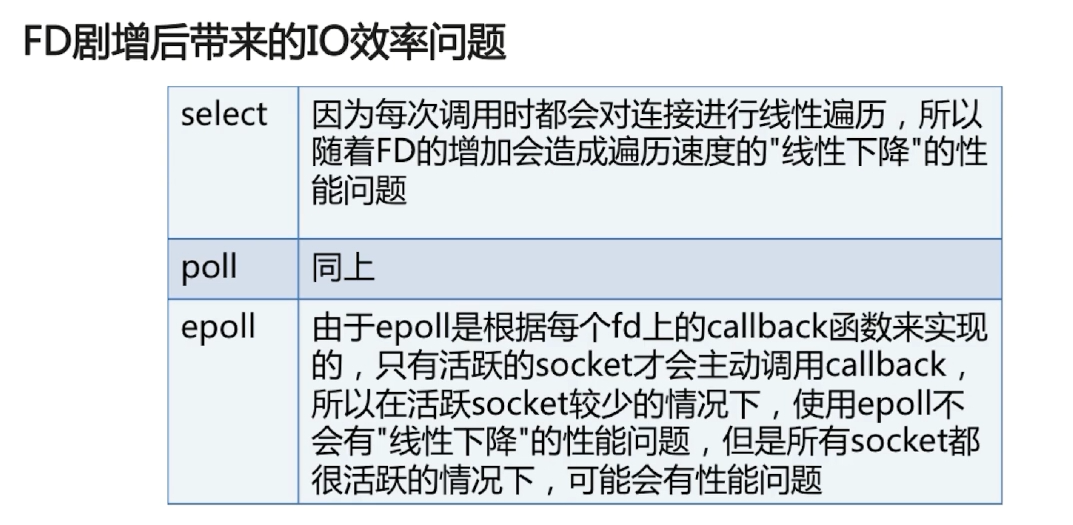 FD剧增后带来的IO效率问题
select
因为每次调用时都会对连接进行线性遍历，所以
随着FD的增加会造成遍历速度的"线性下降"的性
能问题
poll
同上
epoll
由于epoll是根据每个fd上的callback函数来实现
的，只有活跃的socket才会主动调用callback，
所以在活跃socket较少的情况下，使用epoll不
会有"线性下降"的性能问题，但是所有socket都
很活跃的情况下，可能会有性能问题